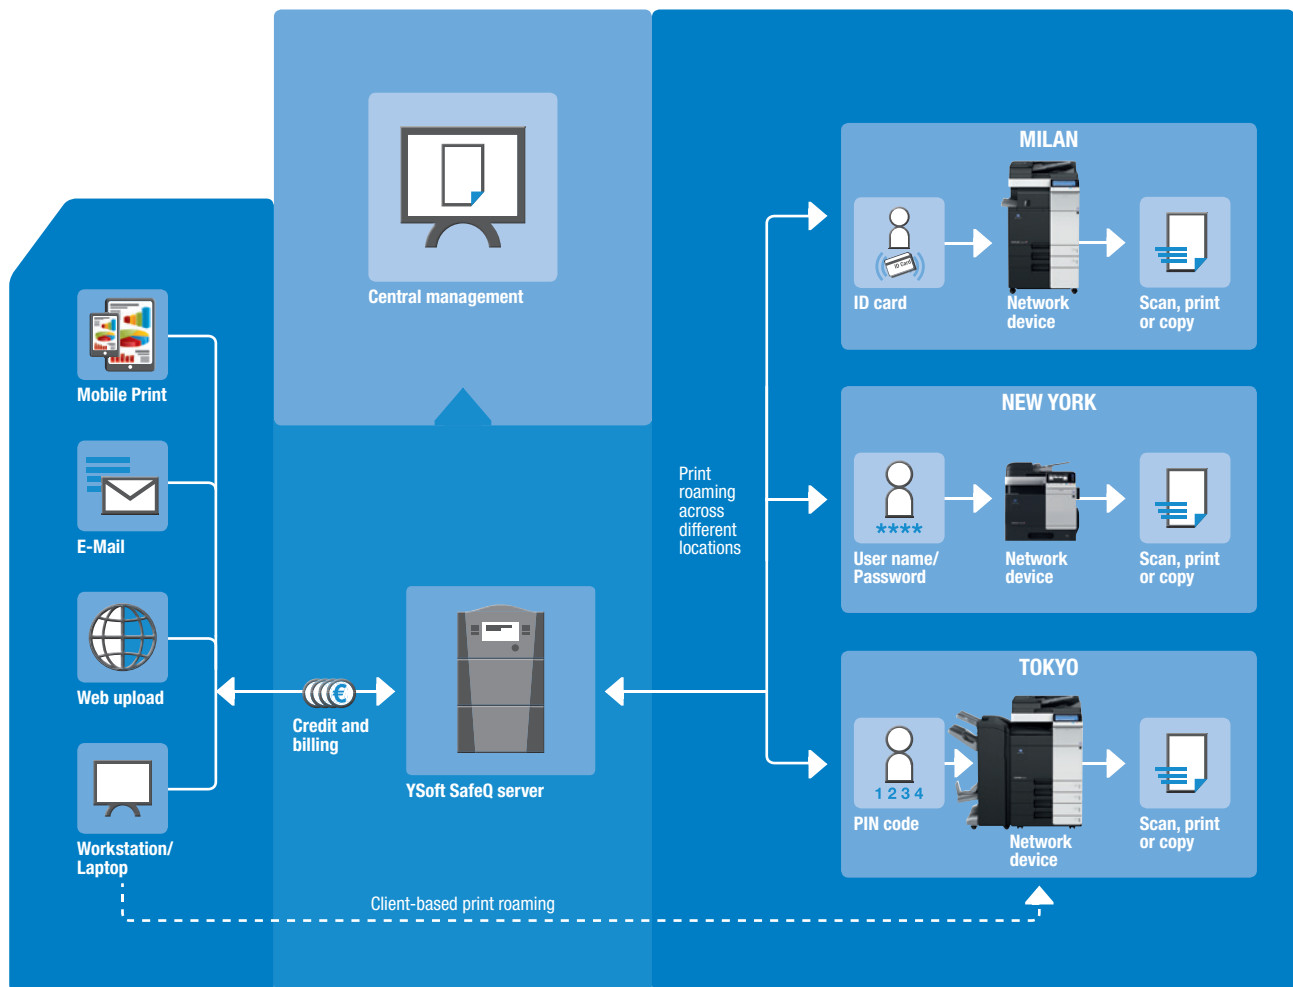 Central management
Mobile Print
E-Mail
Web upload
Workstation/
Laptop
€
Credit and
billing
YSoft SafeQ server
Client-based print roaming
Print
roaming
across
different
locations
MILAN
ID Card
ID card
Network
device
Scan, print
or copy
NEW YORK
****
User name/
Password
Network
device
Scan, print
or copy
TOKYO
1 2 3 4
PIN code
Network
device
Scan, print
or copy